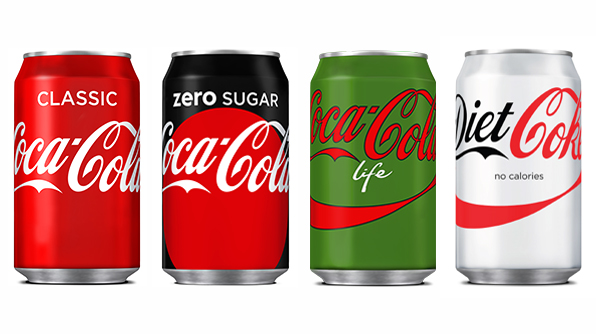 CLASSIC
Coca-Cola
zero SUGAR
Coca-Cola
Coca-Cola
life
Diet Coke
no calories